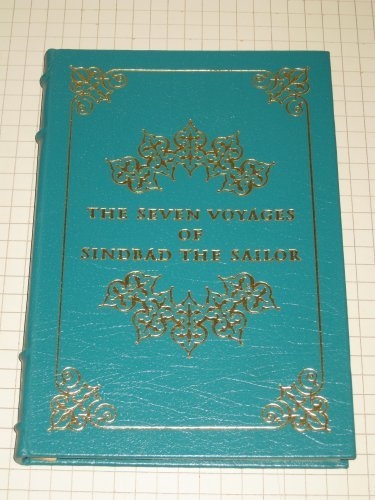 THE SEVEN VOYAGES
OF
SINDBAD THE SAILOR